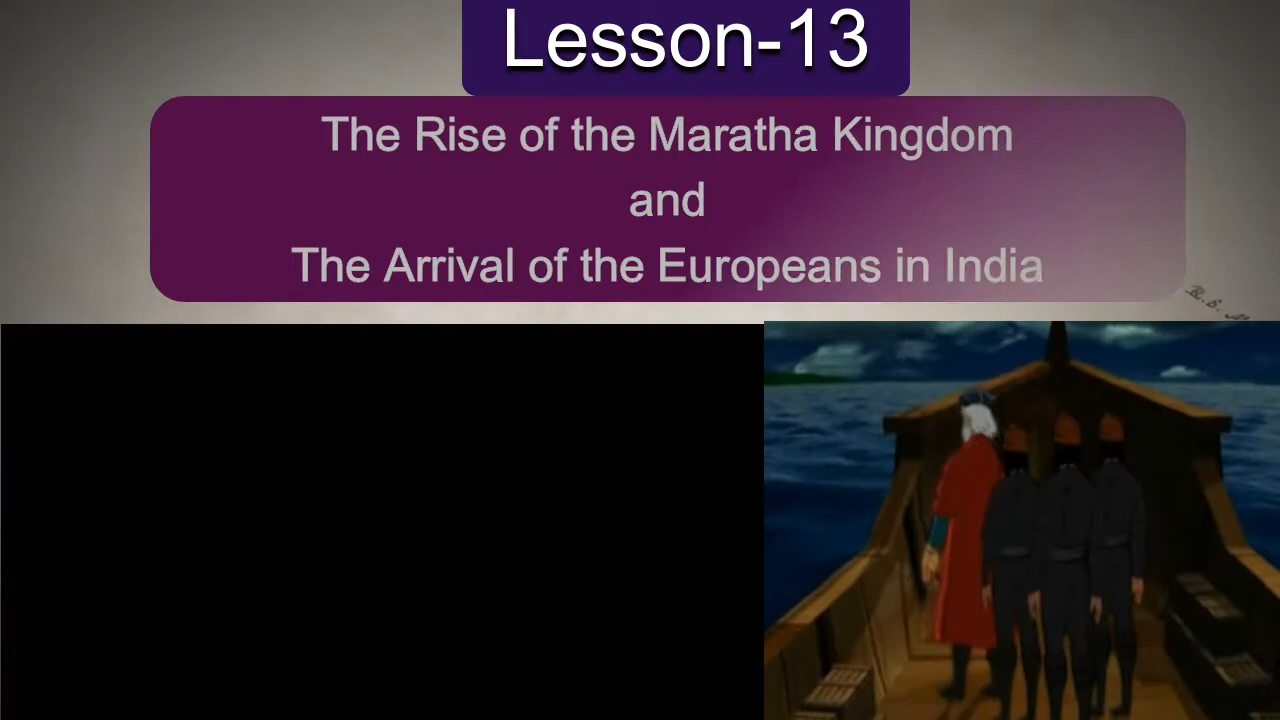 Lesson-13
The Rise of the Maratha Kingdom
and
The Arrival of the Europeans in India
R.B.